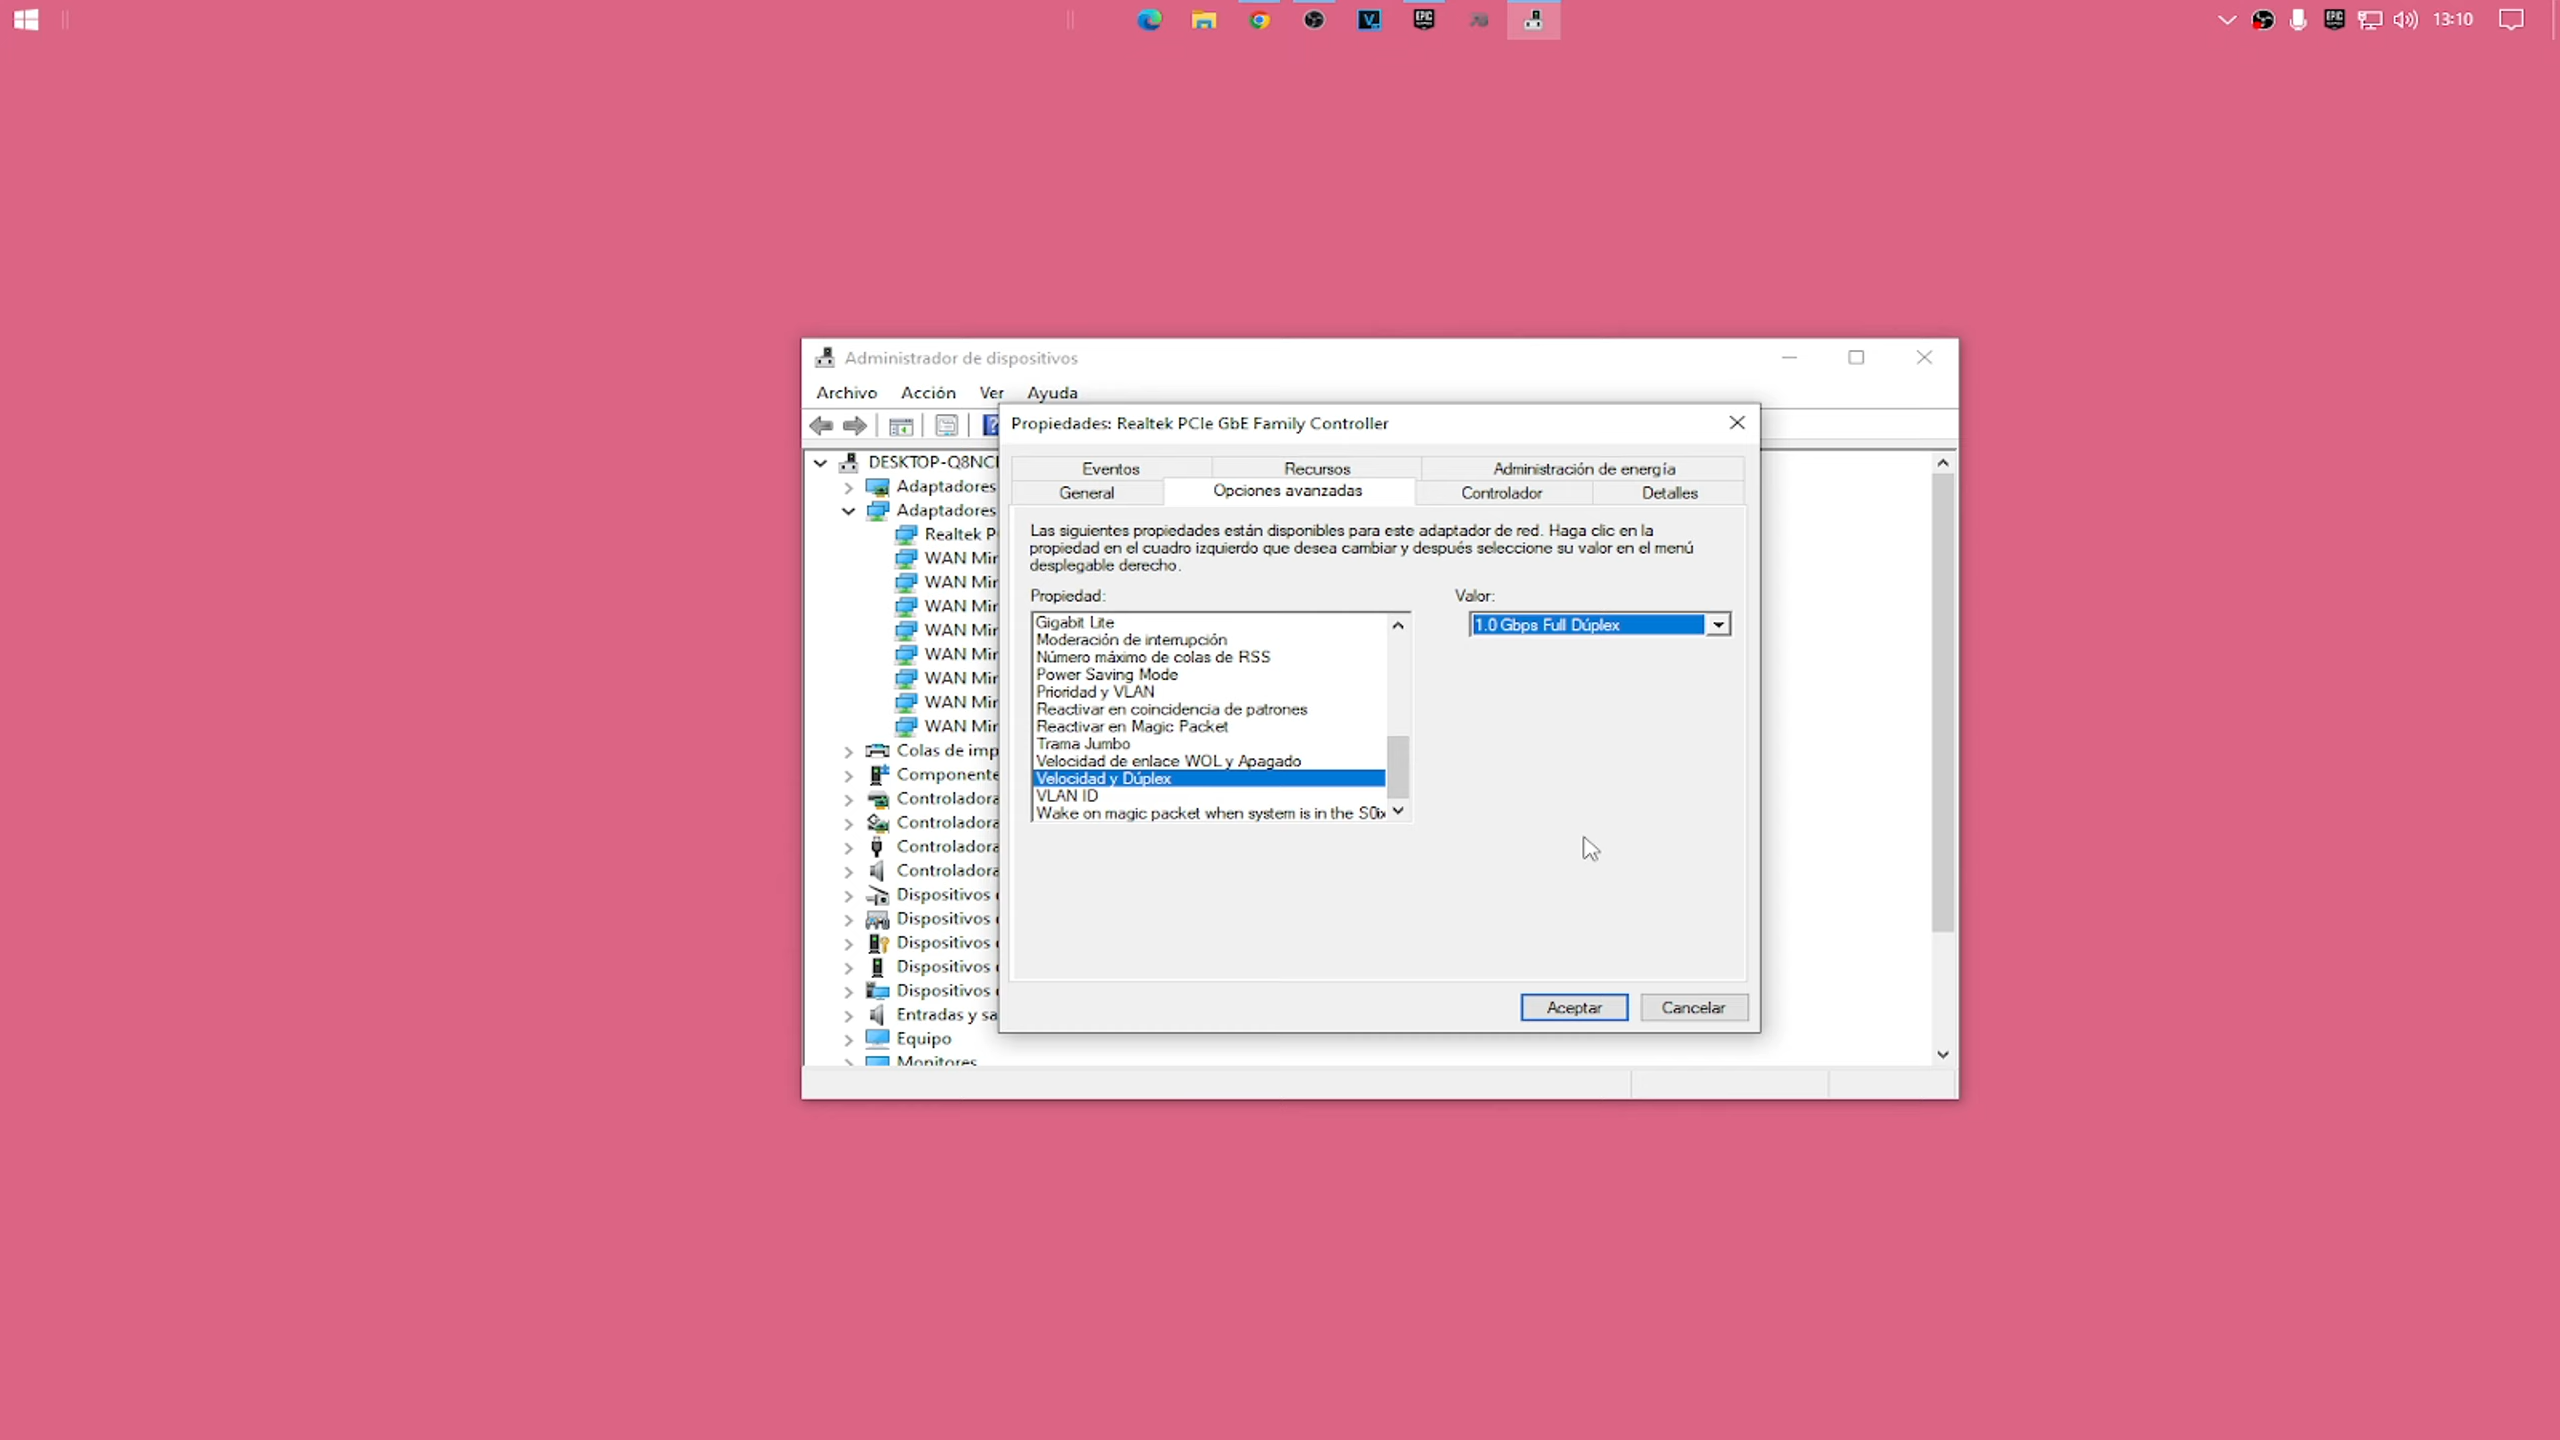 13:10
Administrador de dispositivos
Archivo Acción Ver Ayuda
Propiedades: Realtek PCIe GbE Family Controller
Eventos Recursos Administración de energía
General Opciones avanzadas Controlador Detalles
Las siguientes propiedades están disponibles para este adaptador de red. Haga clic en la
propiedad en el cuadro izquierdo que desea cambiar y después seleccione su valor en el menú
desplegable derecho.
Propiedad:
Gigabit Lite
Moderación de interrupción
Número máximo de colas de RSS
Power Saving Mode
Prioridad y VLAN
Reactivar en coincidencia de patrones
Reactivar en Magic Packet
Trama Jumbo
Velocidad de enlace WOL y Apagado
Velocidad y Dúplex
VLAN ID
Wake on magic packet when system is in the S0ix
Valor:
1.0 Gbps Full Dúplex
Aceptar Cancelar
DESKTOP-Q8NC
Adaptadores
Adaptadores
Realtek P
WAN Mir
WAN Mir
WAN Mir
WAN Mir
WAN Mir
WAN Mir
WAN Mir
WAN Mir
Colas de imp
Componente
Controladora
Controladora
Controladora
Controladora
Dispositivos
Dispositivos
Dispositivos
Dispositivos
Dispositivos
Entradas y sa
Equipo
Monitores